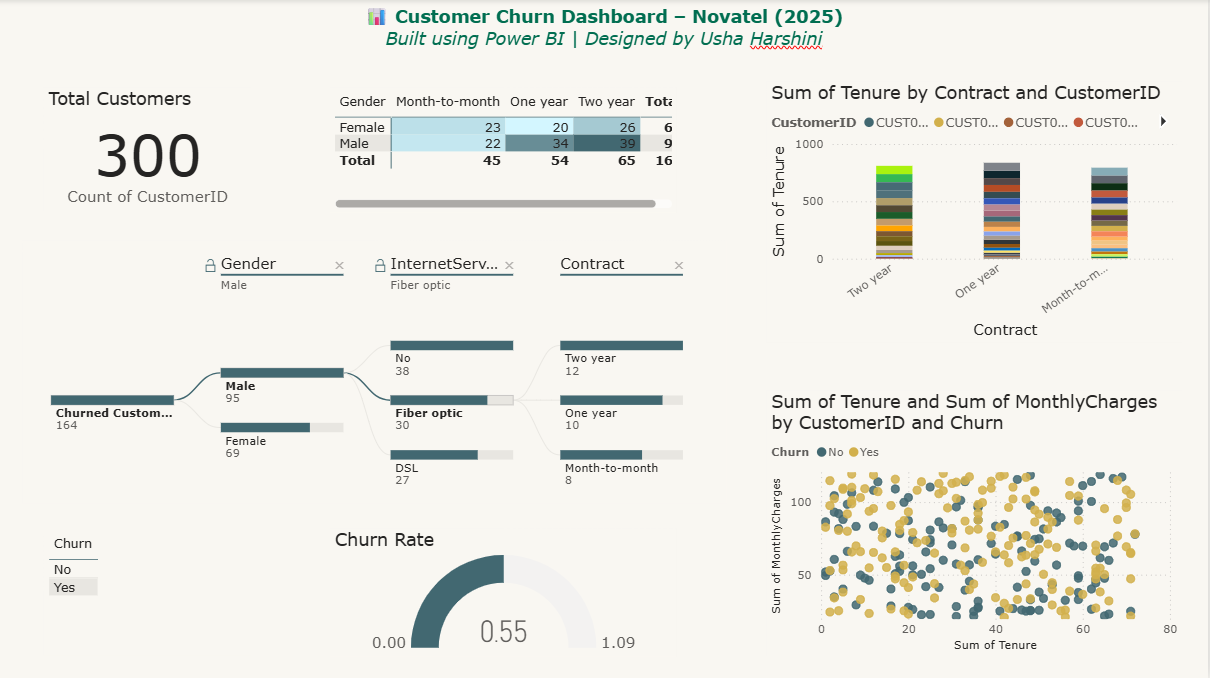 📊 Customer Churn Dashboard – Novatel (2025)
Built using Power BI | Designed by Usha Harshini
Total Customers
300
Count of CustomerID
Gender Month-to-month One year Two year Tota
Female 23 20 26 6
Male 22 34 39 9
Total 45 54 65 16
Gender
Male
InternetServ...
Fiber optic
Contract
Churned Custom...
164
Male
95
Female
69
No
38
Fiber optic
30
DSL
27
Two year
12
One year
10
Month-to-month
8
Churn
No
Yes
Churn Rate
0.55
0.00
1.09
Sum of Tenure by Contract and CustomerID
CustomerID CUST0... CUST0... CUST0... CUST0...
Sum of Tenure
1000
500
0
Two year
One year
Month-to-m...
Contract
Sum of Tenure and Sum of MonthlyCharges
by CustomerID and Churn
Churn No Yes
Sum of MonthlyCharges
100
50
0 20 40 60 80
Sum of Tenure